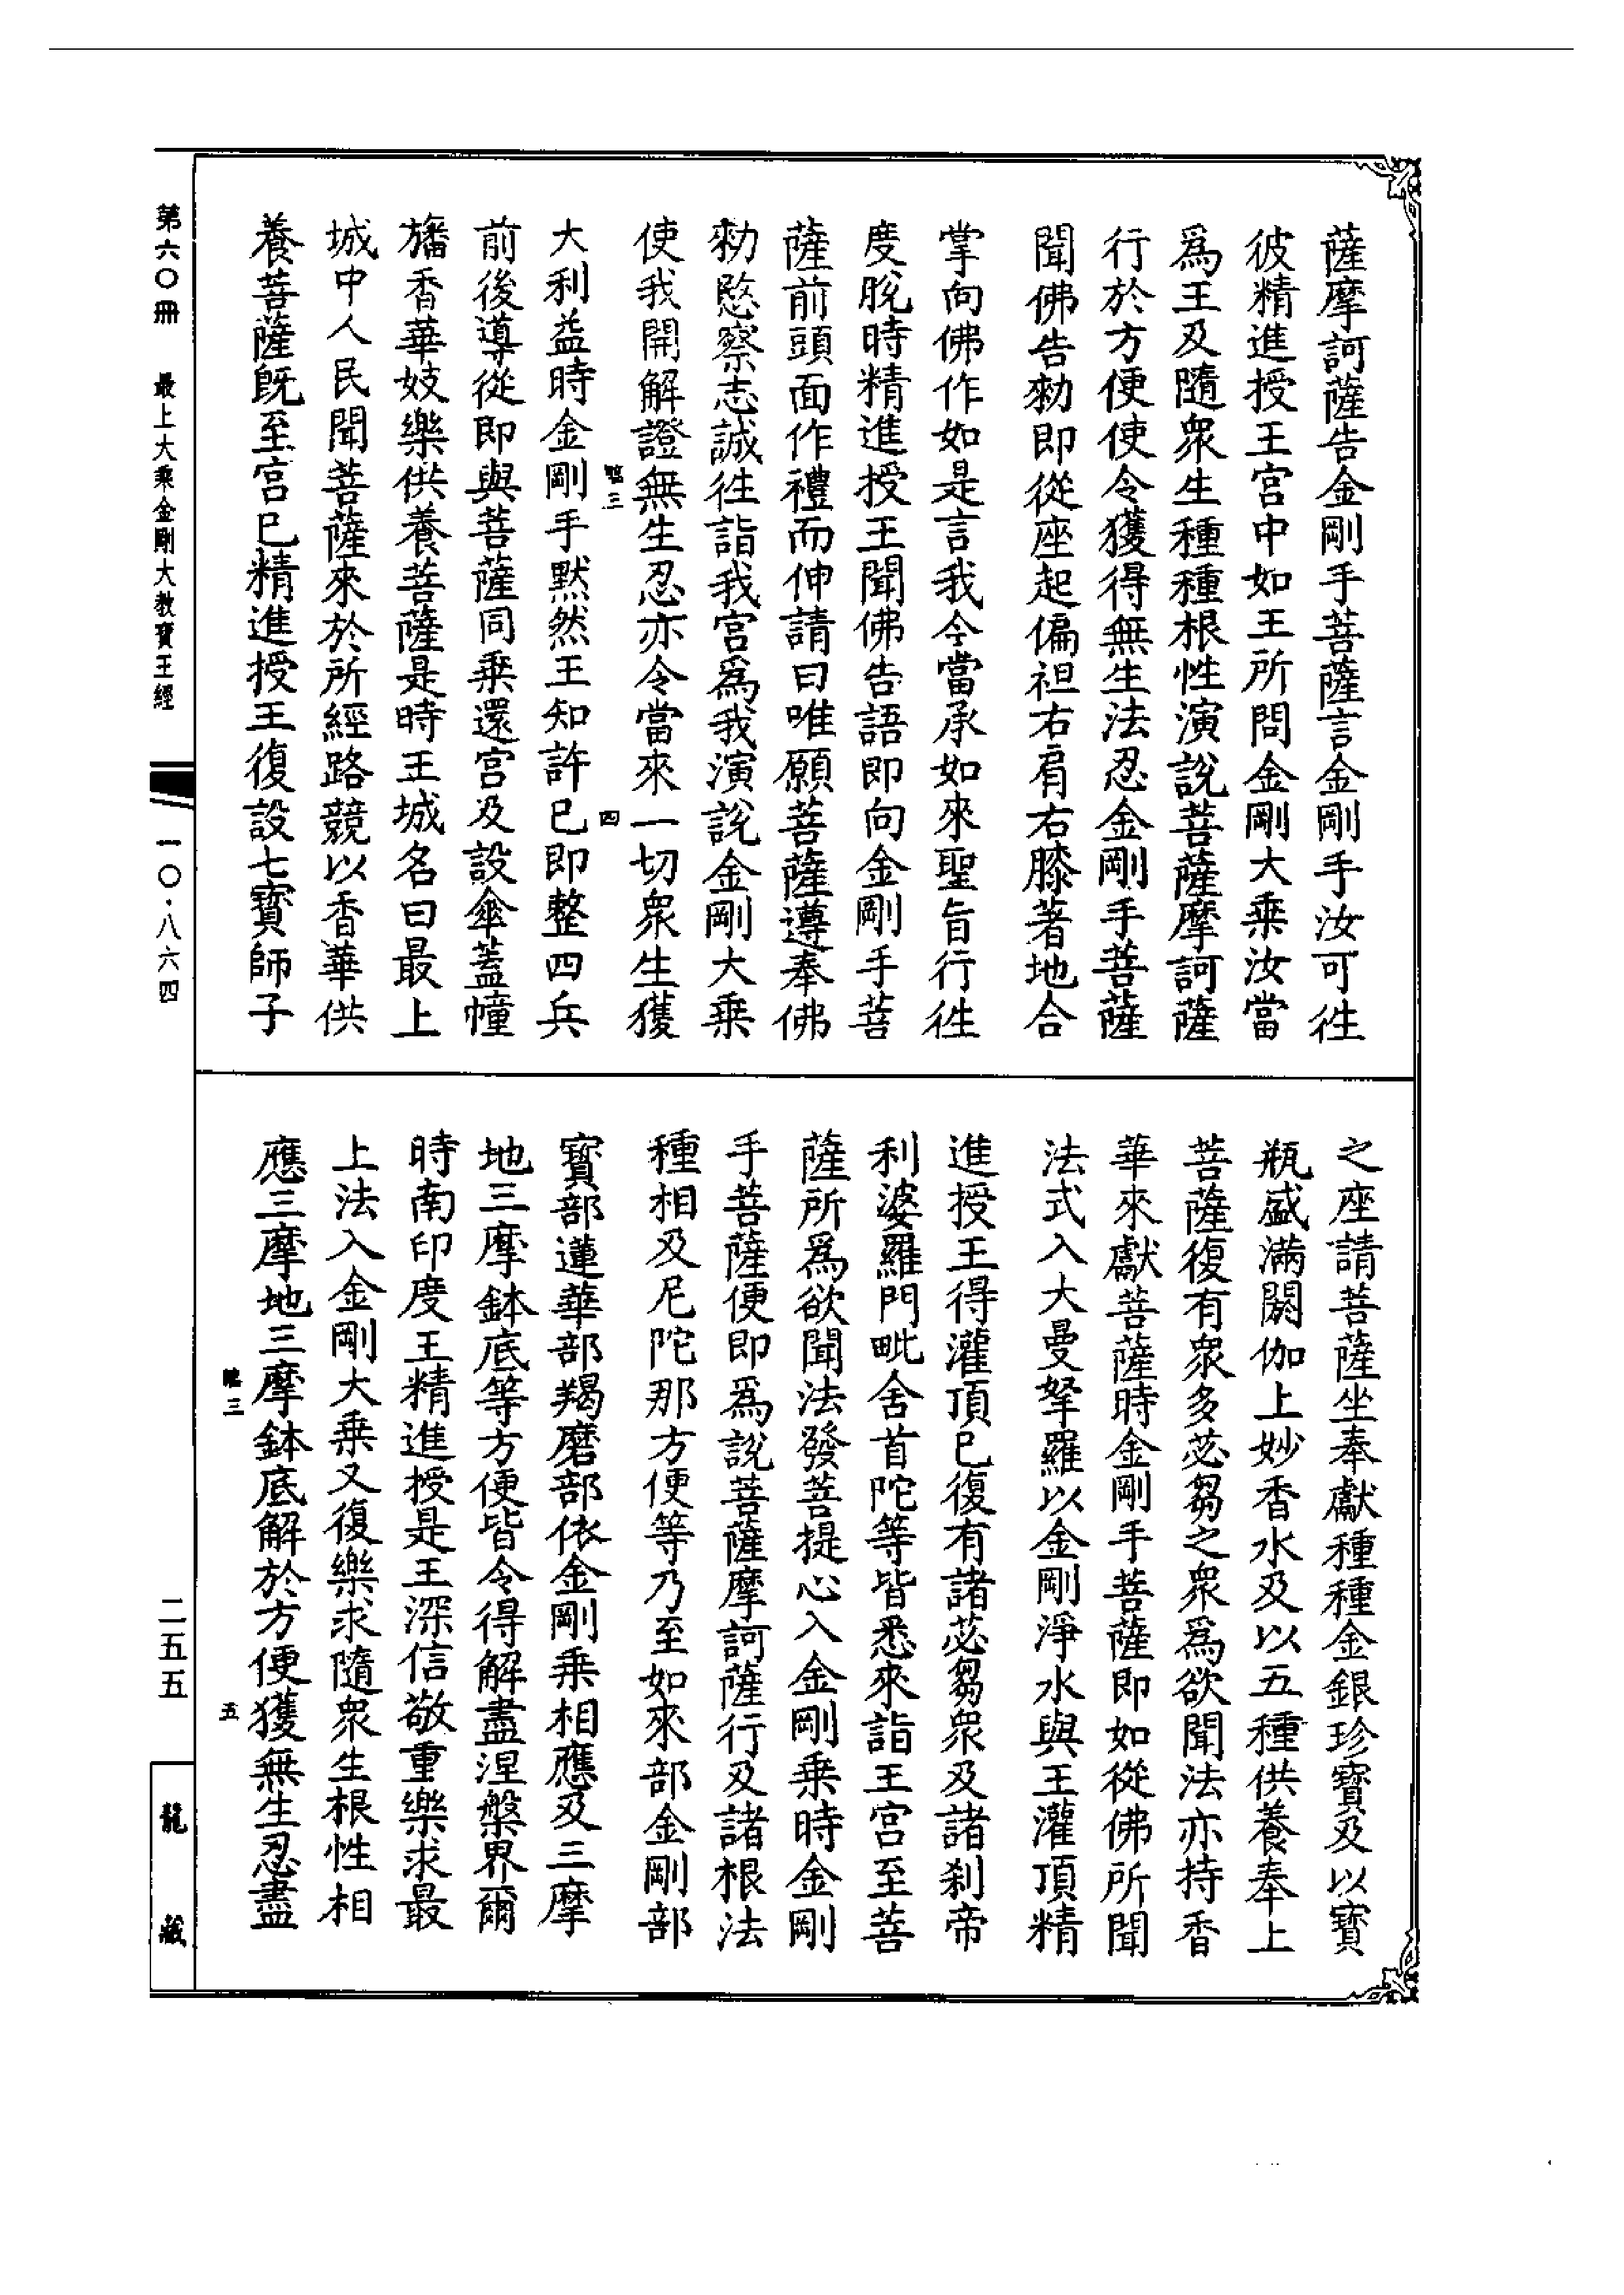 薩摩訶薩告金剛手菩薩言金剛手汝可往
彼精進授王宮中如王所問金剛大乗汝當
爲王及隨衆生種種根性演說菩薩摩訶薩
行於方便使令獲得無生法忍金剛手菩薩
聞佛告勑即從座起偏袒右肩右膝著地合
掌向佛作如是言我今當承如來聖旨行往
度脫時精進授王聞佛告語即向金剛手菩
薩前頭面作禮而伸請曰唯願菩薩遵奉佛
勑愍察志誠往詣我宮爲我演說金剛大乗
使我開解證無生忍亦令當來一切衆生獲
三
四
大利益時金剛手默然王知許已即整四兵
前後導從即與菩薩同乗還宮及設傘蓋幢
旛香華妓樂供養菩薩是時王城名曰最上
城中人民聞菩薩來於所經路競以香華供
養菩薩旣至宮已精進授王復設七寳師子
之座請菩薩坐奉獻種種金銀珍寳及以寳
瓶盛滿閼伽上妙香水及以五種供養奉上
菩薩復有衆多苾芻之衆爲欲聞法亦持香
華來獻菩薩時金剛手菩薩即如從佛所聞
法式入大曼拏羅以金剛淨水與王灌頂精
進授王得灌頂已復有諸苾芻衆及諸刹帝
利婆羅門毗舍首陀等皆悉來詣王宮至菩
薩所爲欲聞法發菩提心入金剛乗時金剛
手菩薩便即爲說菩薩摩訶薩行及諸根法
種相及尼陀那方便等乃至如來部金剛部
寳部蓮華部羯磨部依金剛乗相應及三摩
地三摩鉢底等方便皆令得解盡涅槃界爾
時南印度王精進授是王深信敬重樂求最
上法入金剛大乗又復樂求隨衆生根性相
應三摩地三摩鉢底解於方便獲無生忍盡
三
五
第六〇冊 最上大乘金剛大教寶王經
一〇·八六四
二五五
龍藏